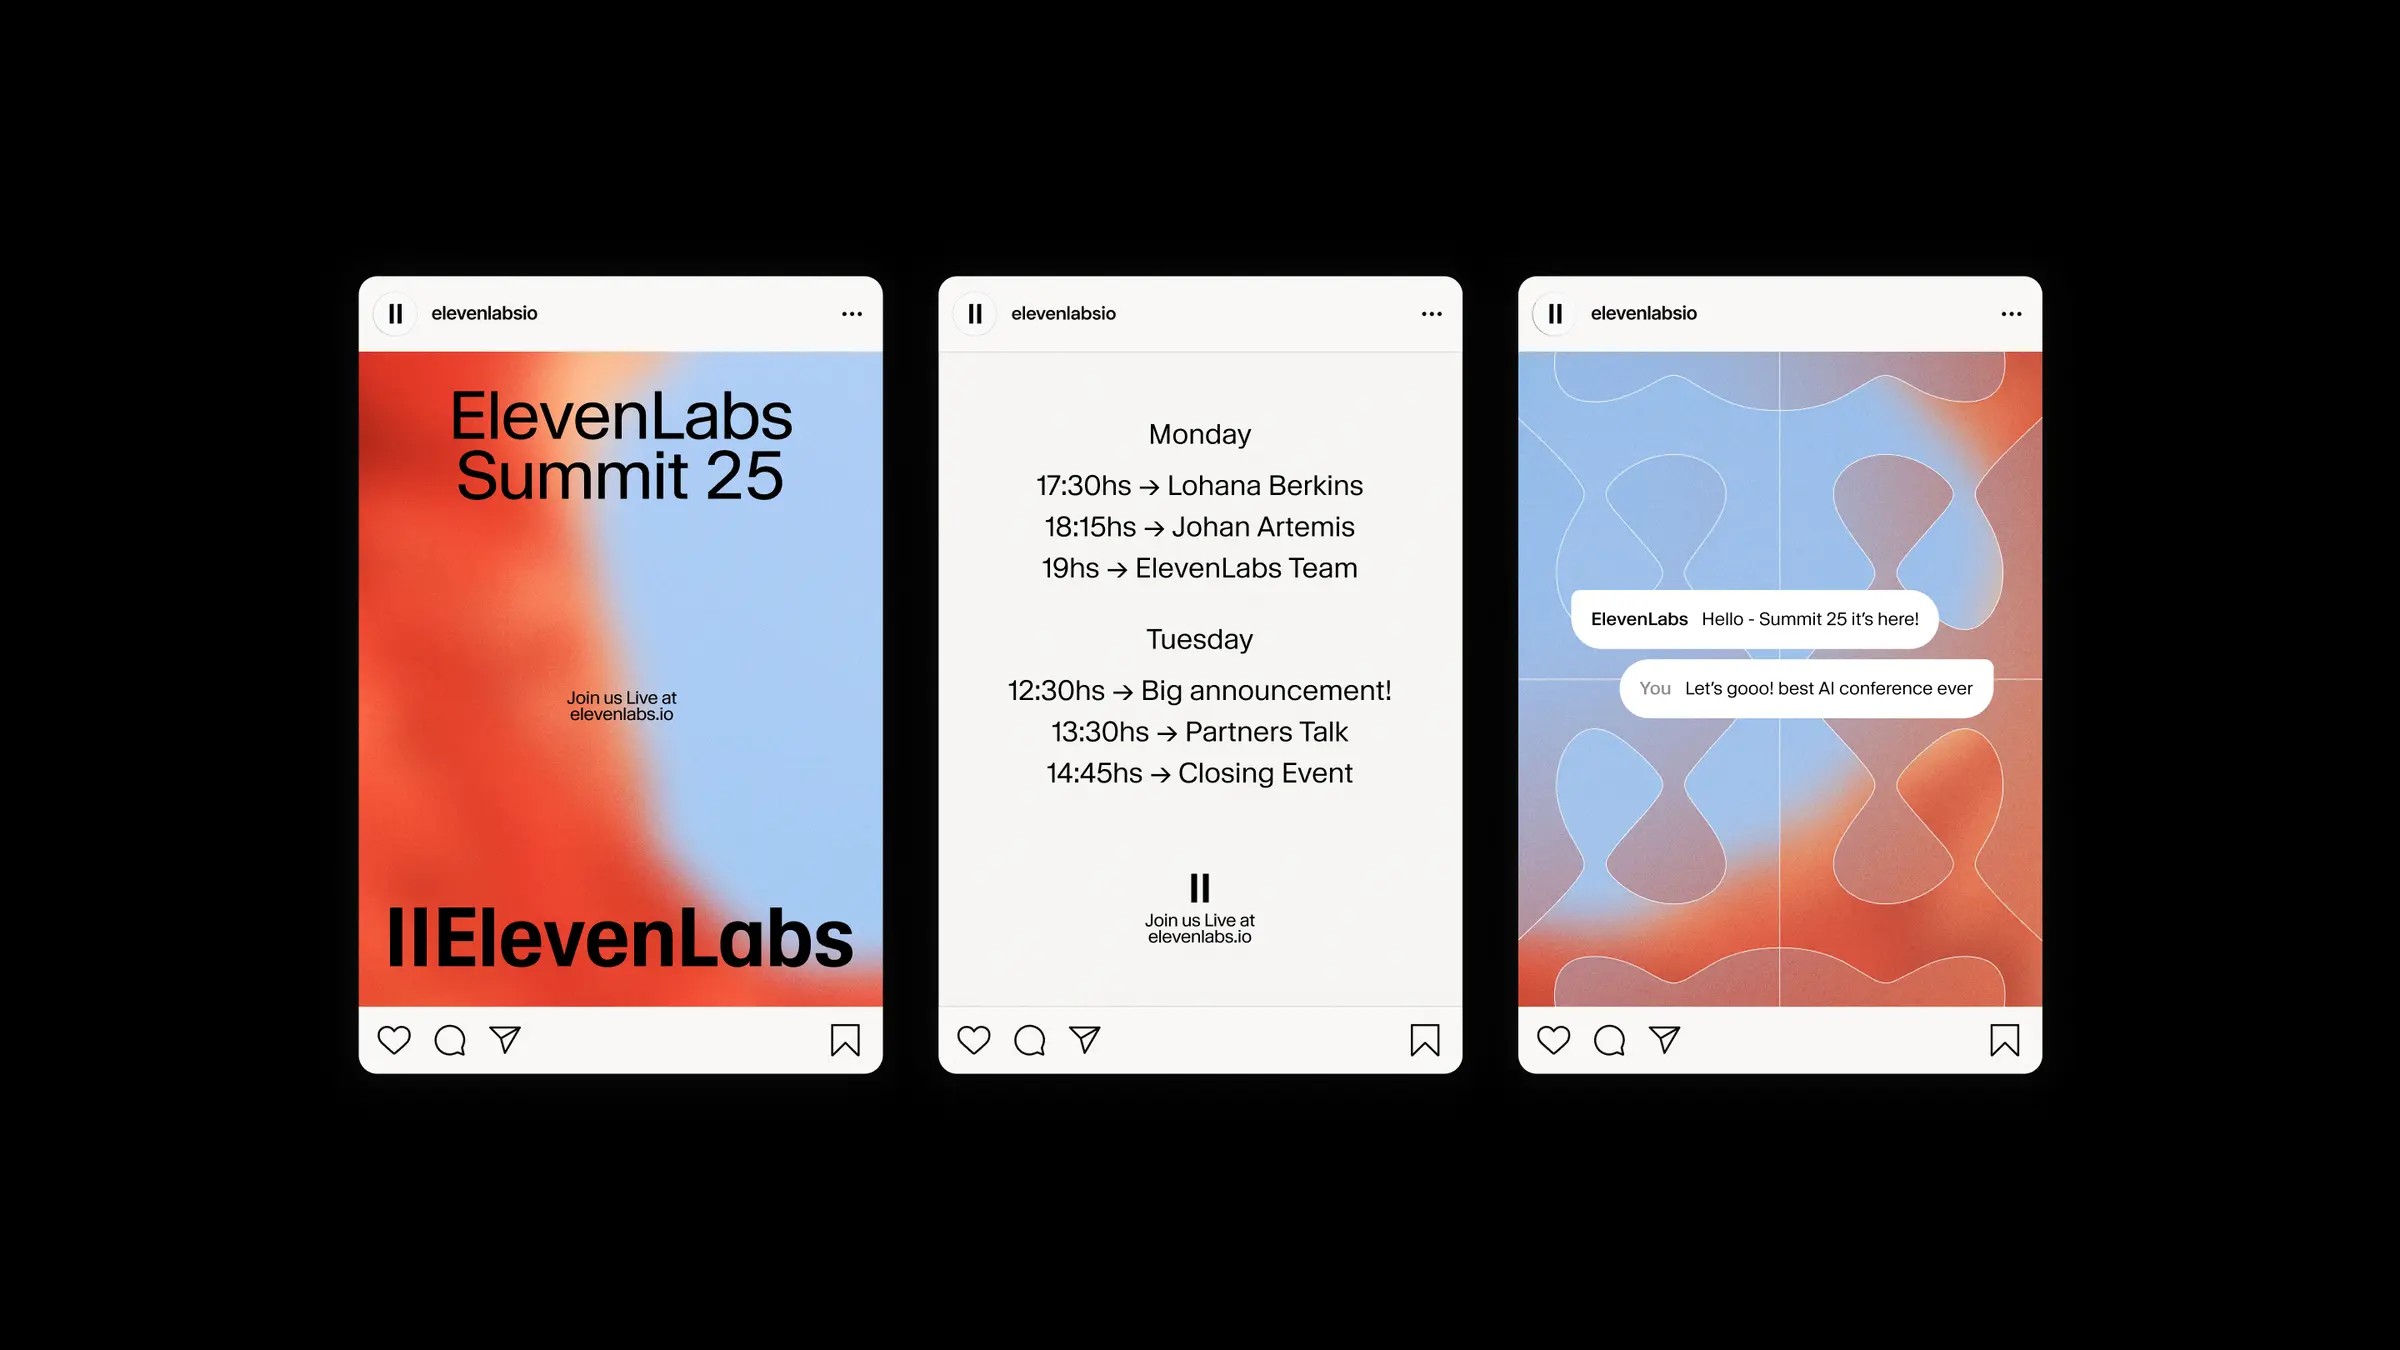 elevenlabsio
ElevenLabs
Summit 25
Join us Live at
elevenlabs.io
IIElevenLabs
elevenlabsio
Monday
17:30hs → Lohana Berkins
18:15hs → Johan Artemis
19hs → ElevenLabs Team
Tuesday
12:30hs → Big announcement!
13:30hs → Partners Talk
14:45hs → Closing Event
Join us Live at
elevenlabs.io
elevenlabsio
ElevenLabs Hello - Summit 25 it’s here!
You Let’s gooo! best AI conference ever